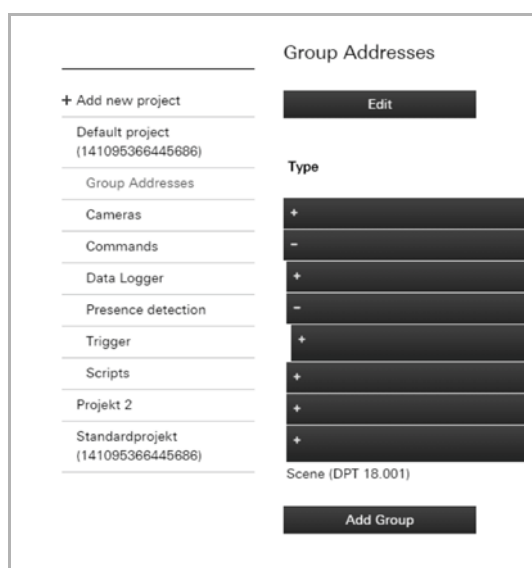 Group Addresses
+ Add new project
Edit
Default project
(141095366445686)
Type
Group Addresses
Cameras
+
Commands
-
Data Logger
+
Presence detection
-
Trigger
+
Scripts
+
Projekt 2
+
Standardprojekt
(141095366445686)
+
Scene (DPT 18.001)
Add Group